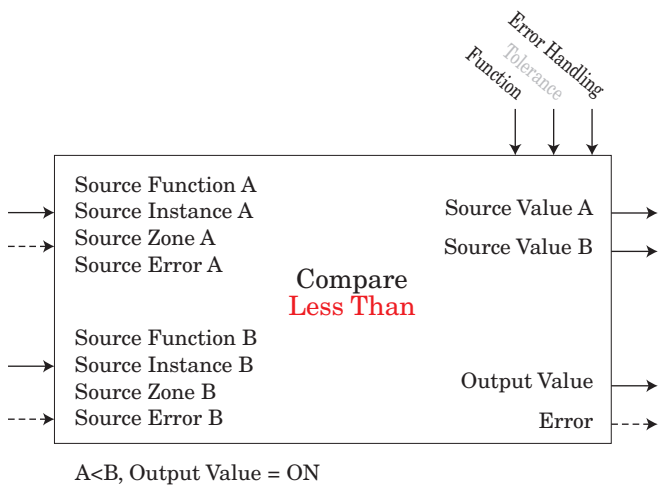 Error Handling
Tolerance
Function
Source Function A
Source Instance A
Source Zone A
Source Error A
Source Value A
Source Value B
Compare
Less Than
Source Function B
Source Instance B
Source Zone B
Source Error B
Output Value
Error
A<B, Output Value = ON